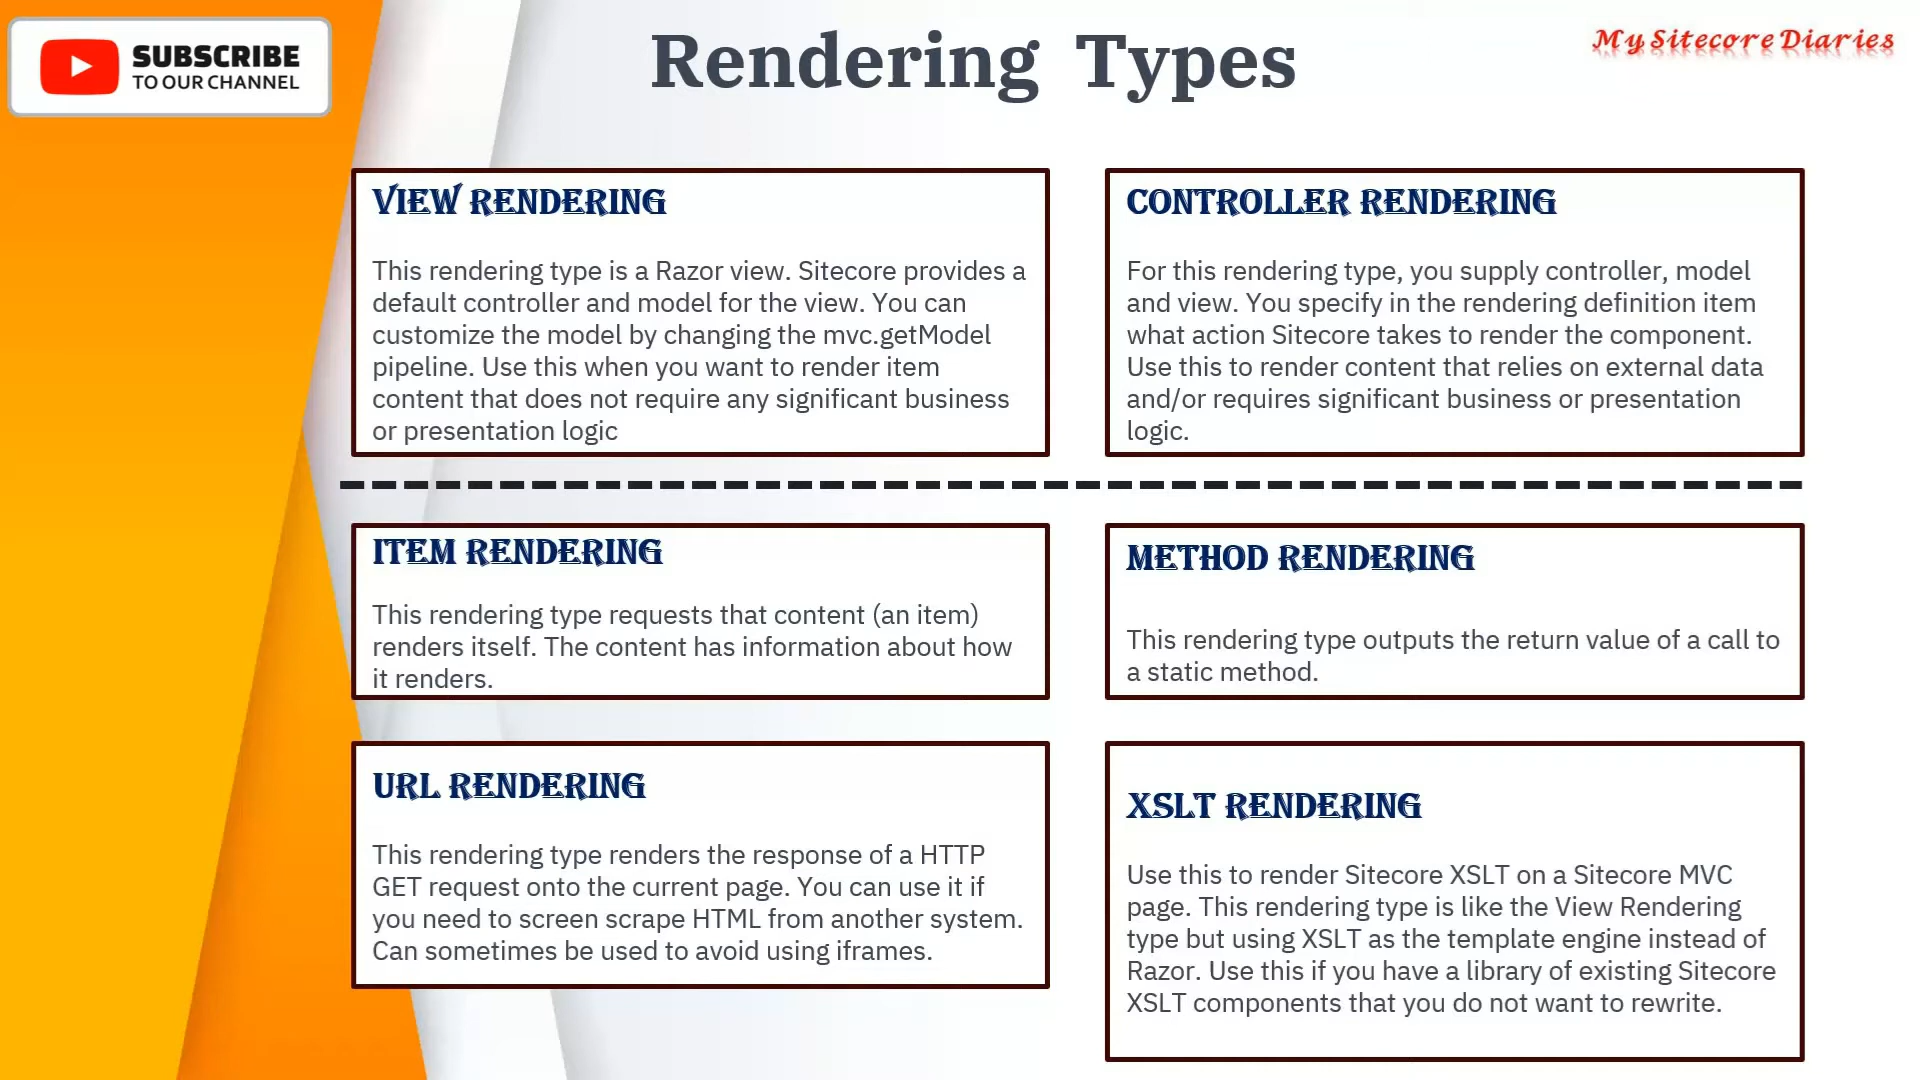 SUBSCRIBE
TO OUR CHANNEL
Rendering Types
My Sitecore Diaries
VIEW RENDERING
This rendering type is a Razor view. Sitecore provides a
default controller and model for the view. You can
customize the model by changing the mvc.getModel
pipeline. Use this when you want to render item
content that does not require any significant business
or presentation logic
CONTROLLER RENDERING
For this rendering type, you supply controller, model
and view. You specify in the rendering definition item
what action Sitecore takes to render the component.
Use this to render content that relies on external data
and/or requires significant business or presentation
logic.
ITEM RENDERING
This rendering type requests that content (an item)
renders itself. The content has information about how
it renders.
METHOD RENDERING
This rendering type outputs the return value of a call to
a static method.
URL RENDERING
This rendering type renders the response of a HTTP
GET request onto the current page. You can use it if
you need to screen scrape HTML from another system.
Can sometimes be used to avoid using iframes.
XSLT RENDERING
Use this to render Sitecore XSLT on a Sitecore MVC
page. This rendering type is like the View Rendering
type but using XSLT as the template engine instead of
Razor. Use this if you have a library of existing Sitecore
XSLT components that you do not want to rewrite.